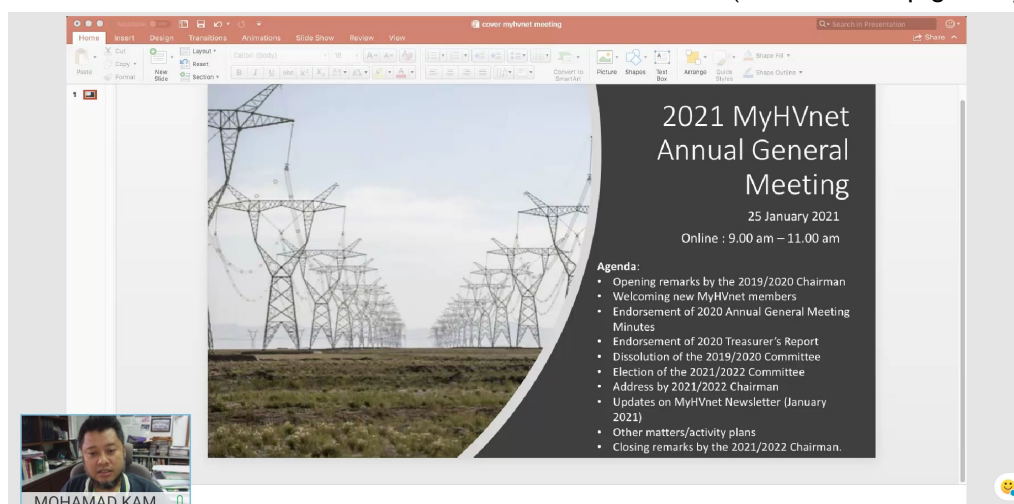 cover myhvnet meeting
Search in Presentation
Home Insert Design Transitions Animations Slide Show Review View
Share
Paste
Cut
Copy
Format
New Slide
Layout
Reset
Section
Convert to SmartArt
Picture
Shapes
Text Box
Arrange
Quick Styles
Shape Fill
Shape Outline
1
2021 MyHVnet
Annual General
Meeting
25 January 2021
Online : 9.00 am – 11.00 am
Agenda:
• Opening remarks by the 2019/2020 Chairman
• Welcoming new MyHVnet members
• Endorsement of 2020 Annual General Meeting
Minutes
• Endorsement of 2020 Treasurer's Report
• Dissolution of the 2019/2020 Committee
• Election of the 2021/2022 Committee
• Address by 2021/2022 Chairman
• Updates on MyHVnet Newsletter (January
2021)
• Other matters/activity plans
• Closing remarks by the 2021/2022 Chairman.
MOHAMAD KAM